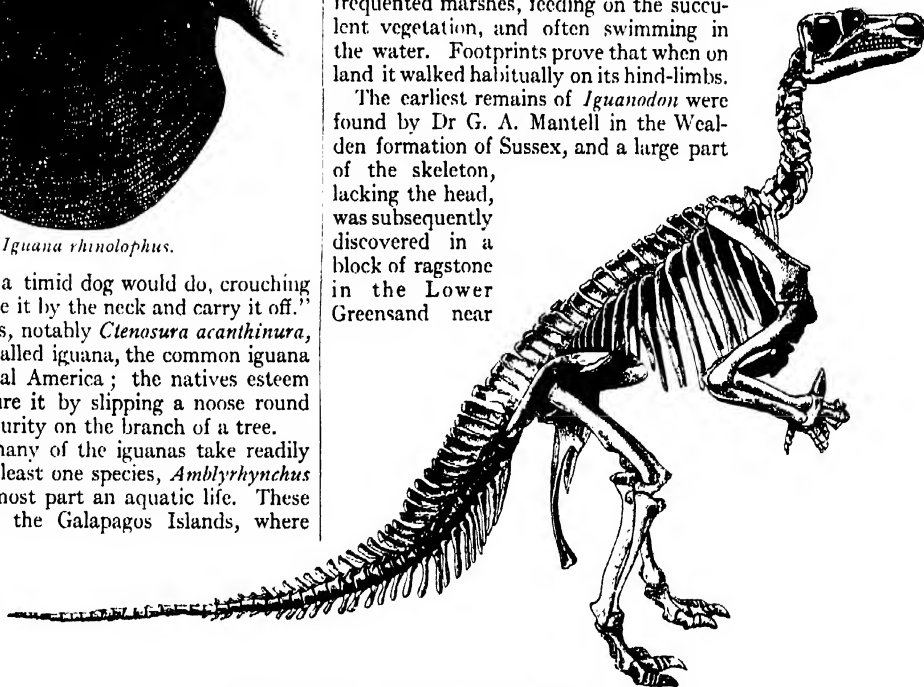 Iguana rhinolophus.
a timid dog would do, crouching
e it by the neck and carry it off.”
s, notably Ctenosura acanthinura,
alled iguana, the common iguana
al America; the natives esteem
ure it by slipping a noose round
urity on the branch of a tree.
nany of the iguanas take readily
least one species, Amblyrhynchus
nost part an aquatic life. These
the Galapagos Islands, where
frequented marshes, feeding on the succu-
lent vegetation, and often swimming in
the water. Footprints prove that when on
land it walked habitually on its hind-limbs.
The earliest remains of Iguanodon were
found by Dr G. A. Mantell in the Weal-
den formation of Sussex, and a large part
of the skeleton,
lacking the head,
was subsequently
discovered in a
block of ragstone
in the Lower
Greensand near